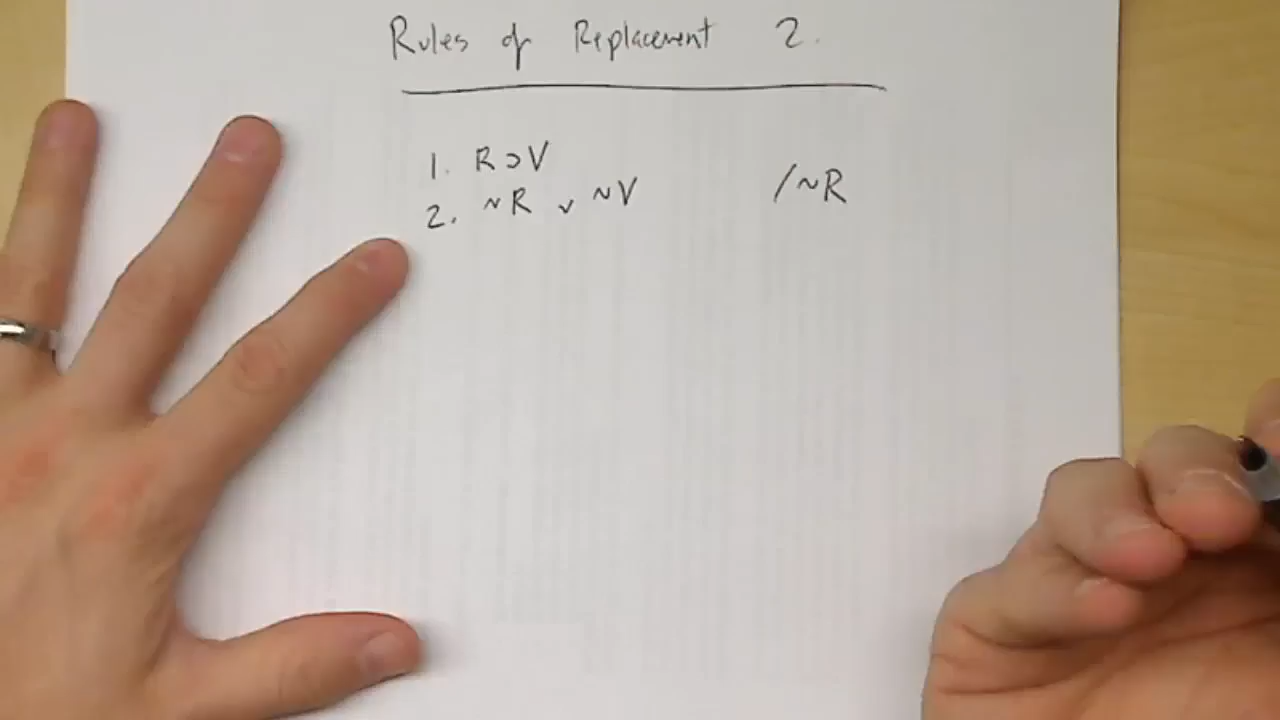 Rules of Replacement 2.
1. R ⊃ V
2. ~R v ~V /~R